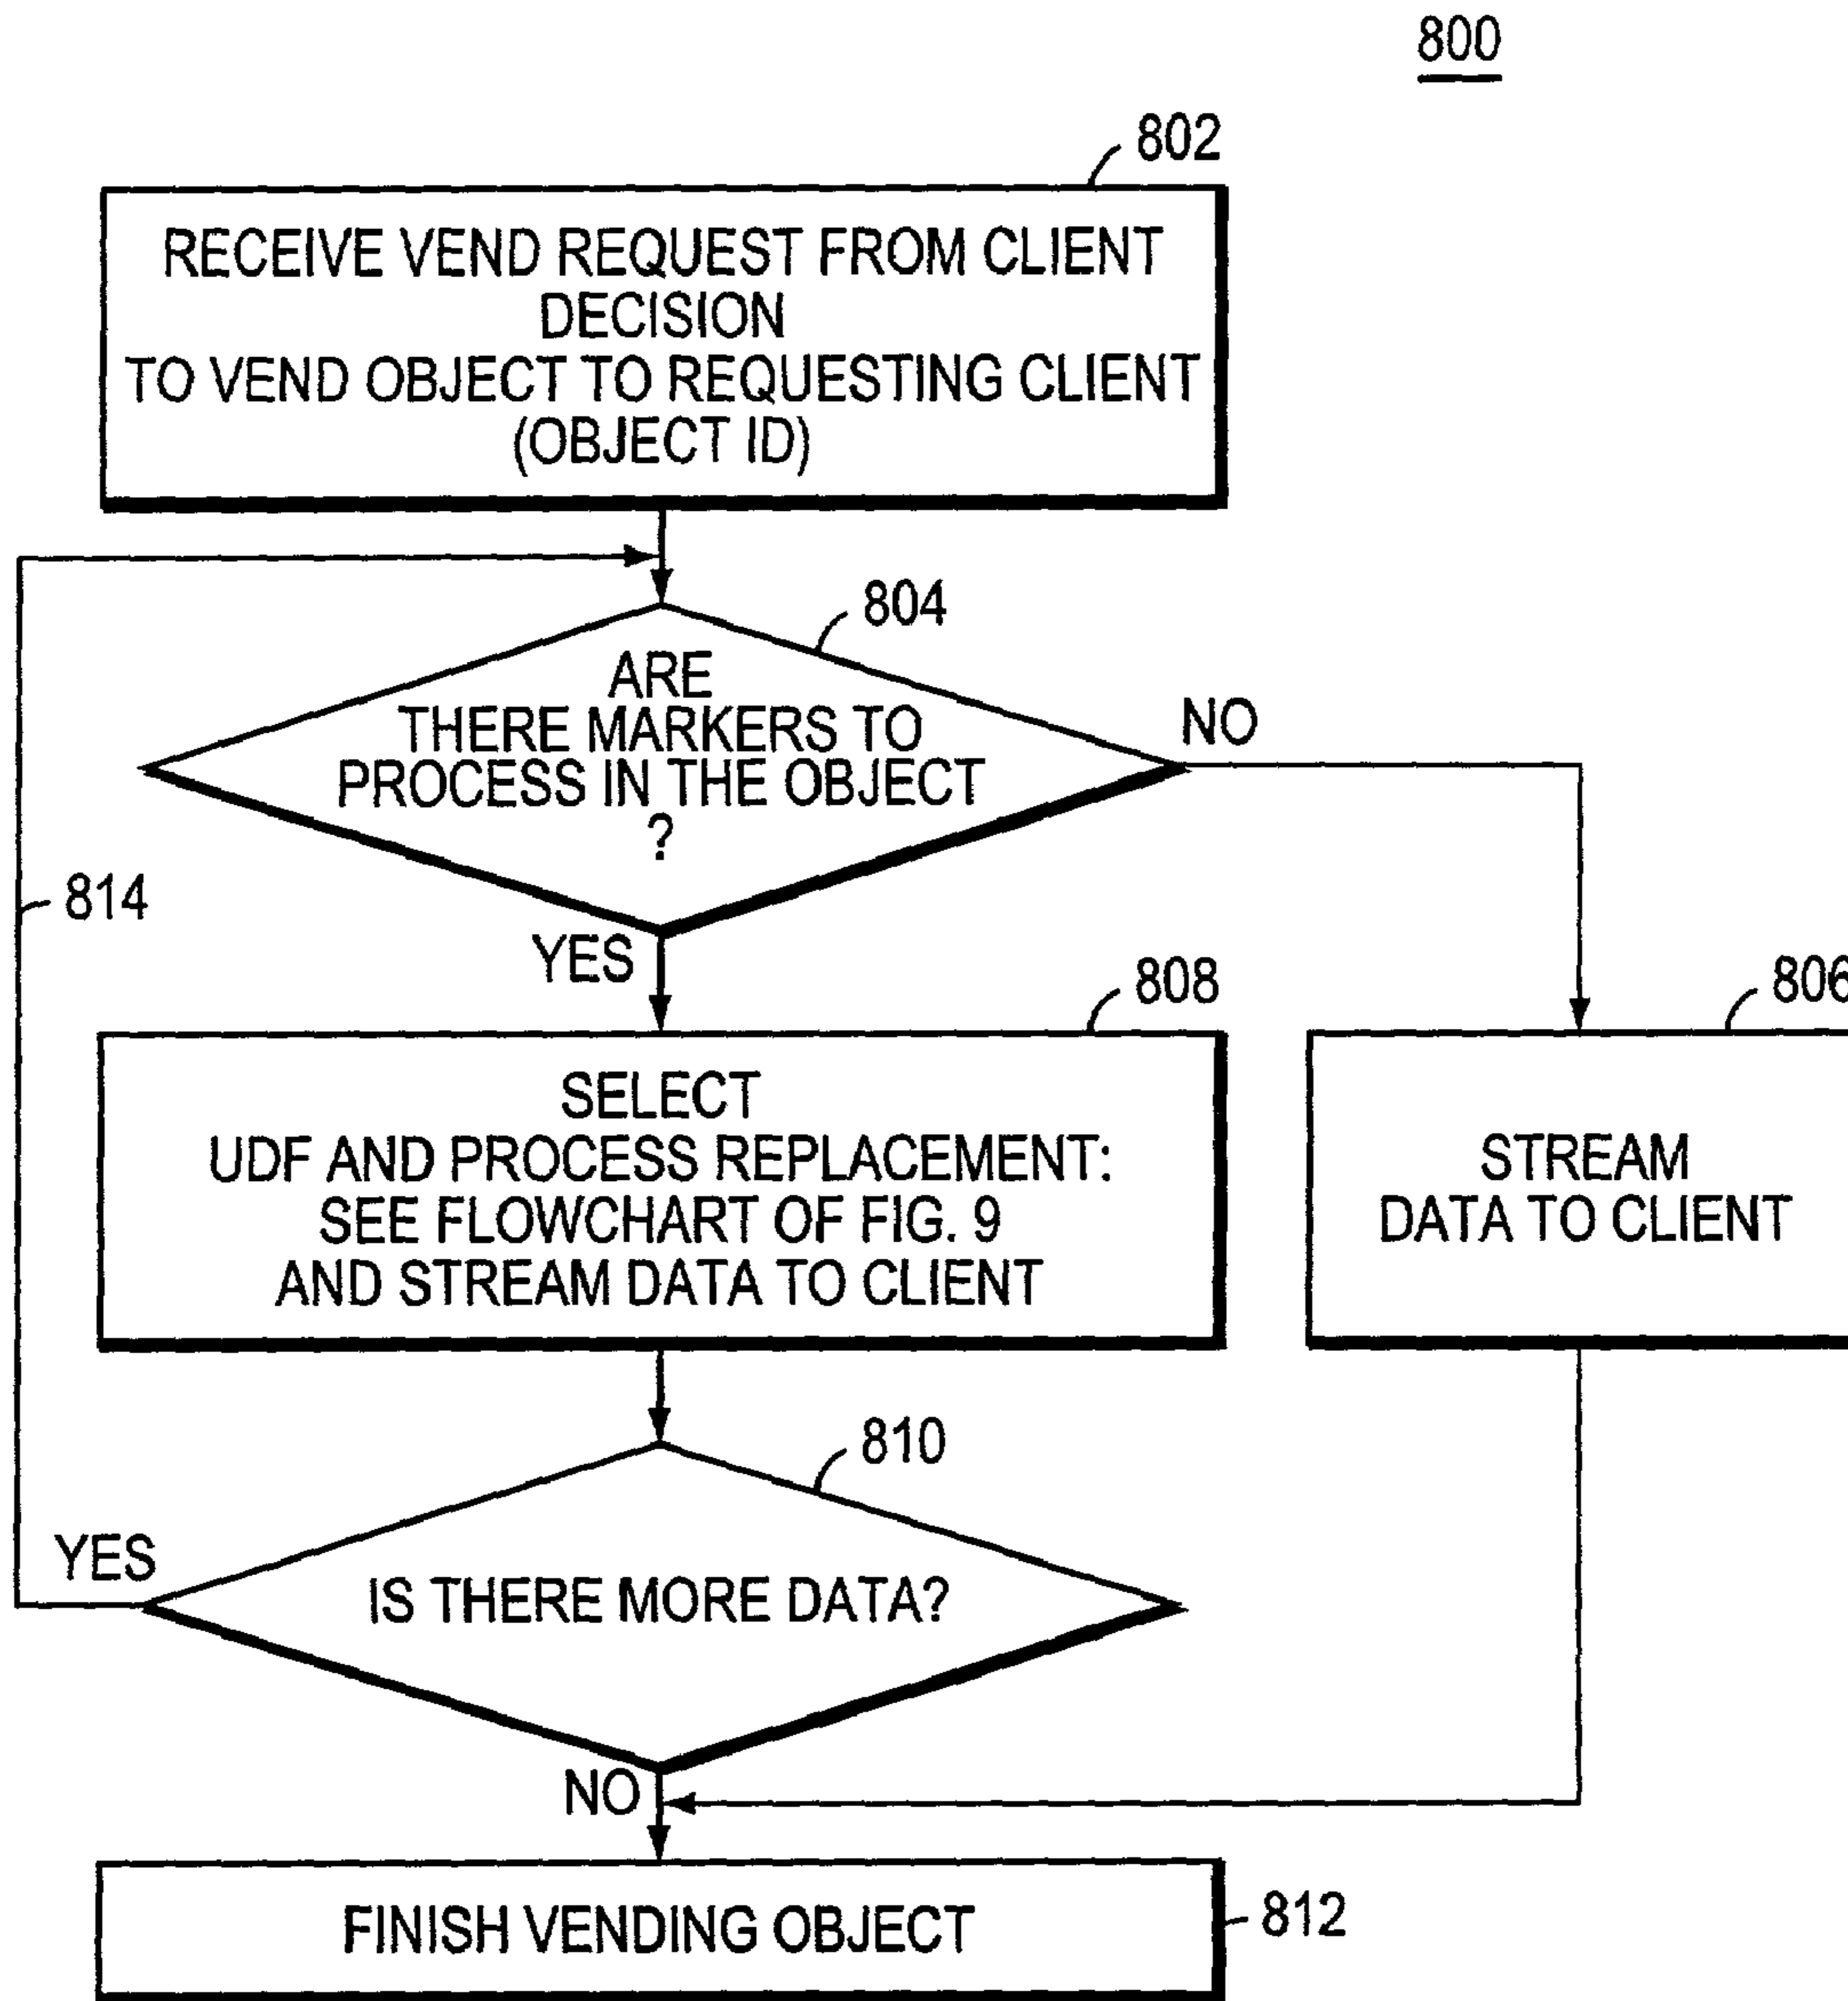 800
802
RECEIVE VEND REQUEST FROM CLIENT
DECISION
TO VEND OBJECT TO REQUESTING CLIENT
(OBJECT ID)
804
ARE
THERE MARKERS TO
PROCESS IN THE OBJECT
?
NO
814
YES
808
806
SELECT
UDF AND PROCESS REPLACEMENT:
SEE FLOWCHART OF FIG. 9
AND STREAM DATA TO CLIENT
STREAM
DATA TO CLIENT
810
YES
IS THERE MORE DATA?
NO
FINISH VENDING OBJECT
812